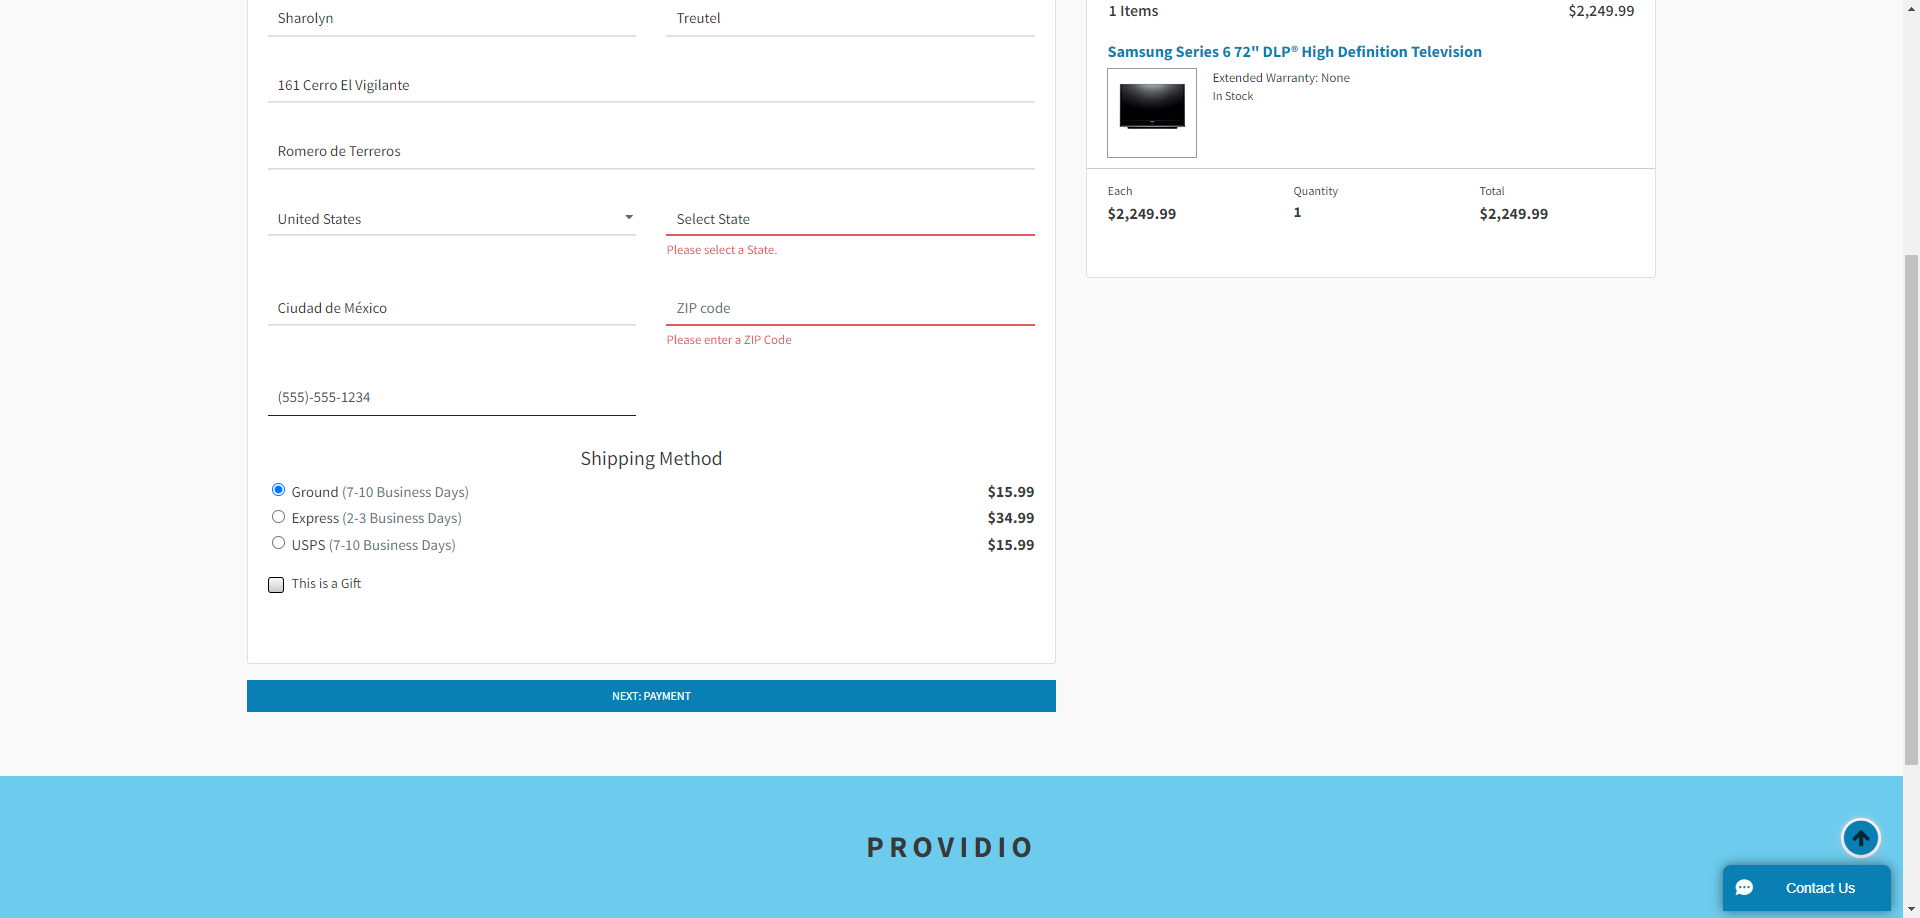 Sharolyn
Treutel
161 Cerro El Vigilante
Romero de Terreros
United States
Select State
Please select a State.
Ciudad de México
ZIP code
Please enter a ZIP Code
(555)-555-1234
Shipping Method
Ground (7-10 Business Days) $15.99
Express (2-3 Business Days) $34.99
USPS (7-10 Business Days) $15.99
This is a Gift
NEXT: PAYMENT
1 Items $2,249.99
Samsung Series 6 72" DLP® High Definition Television
Extended Warranty: None
In Stock
Each Quantity Total
$2,249.99 1 $2,249.99
PROVIDIO
Contact Us